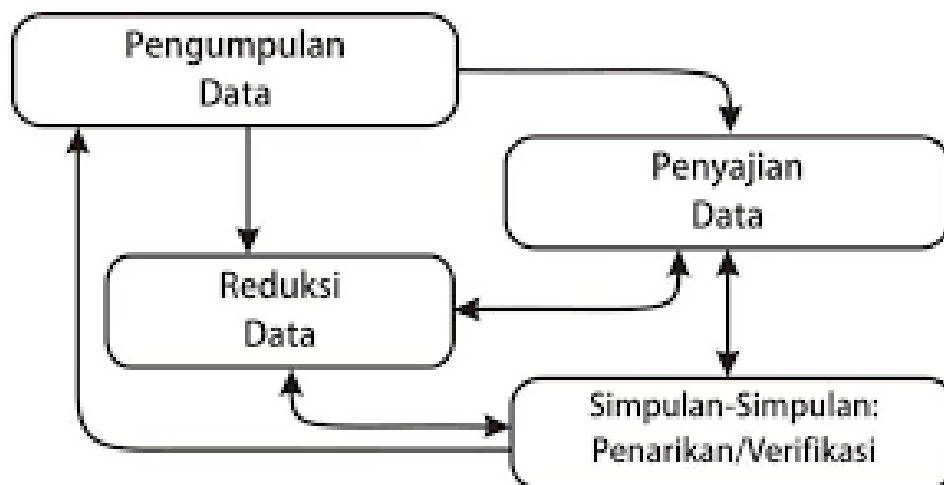 Pengumpulan
Data
Penyajian
Data
Reduksi
Data
Simpulan-Simpulan:
Penarikan/Verifikasi